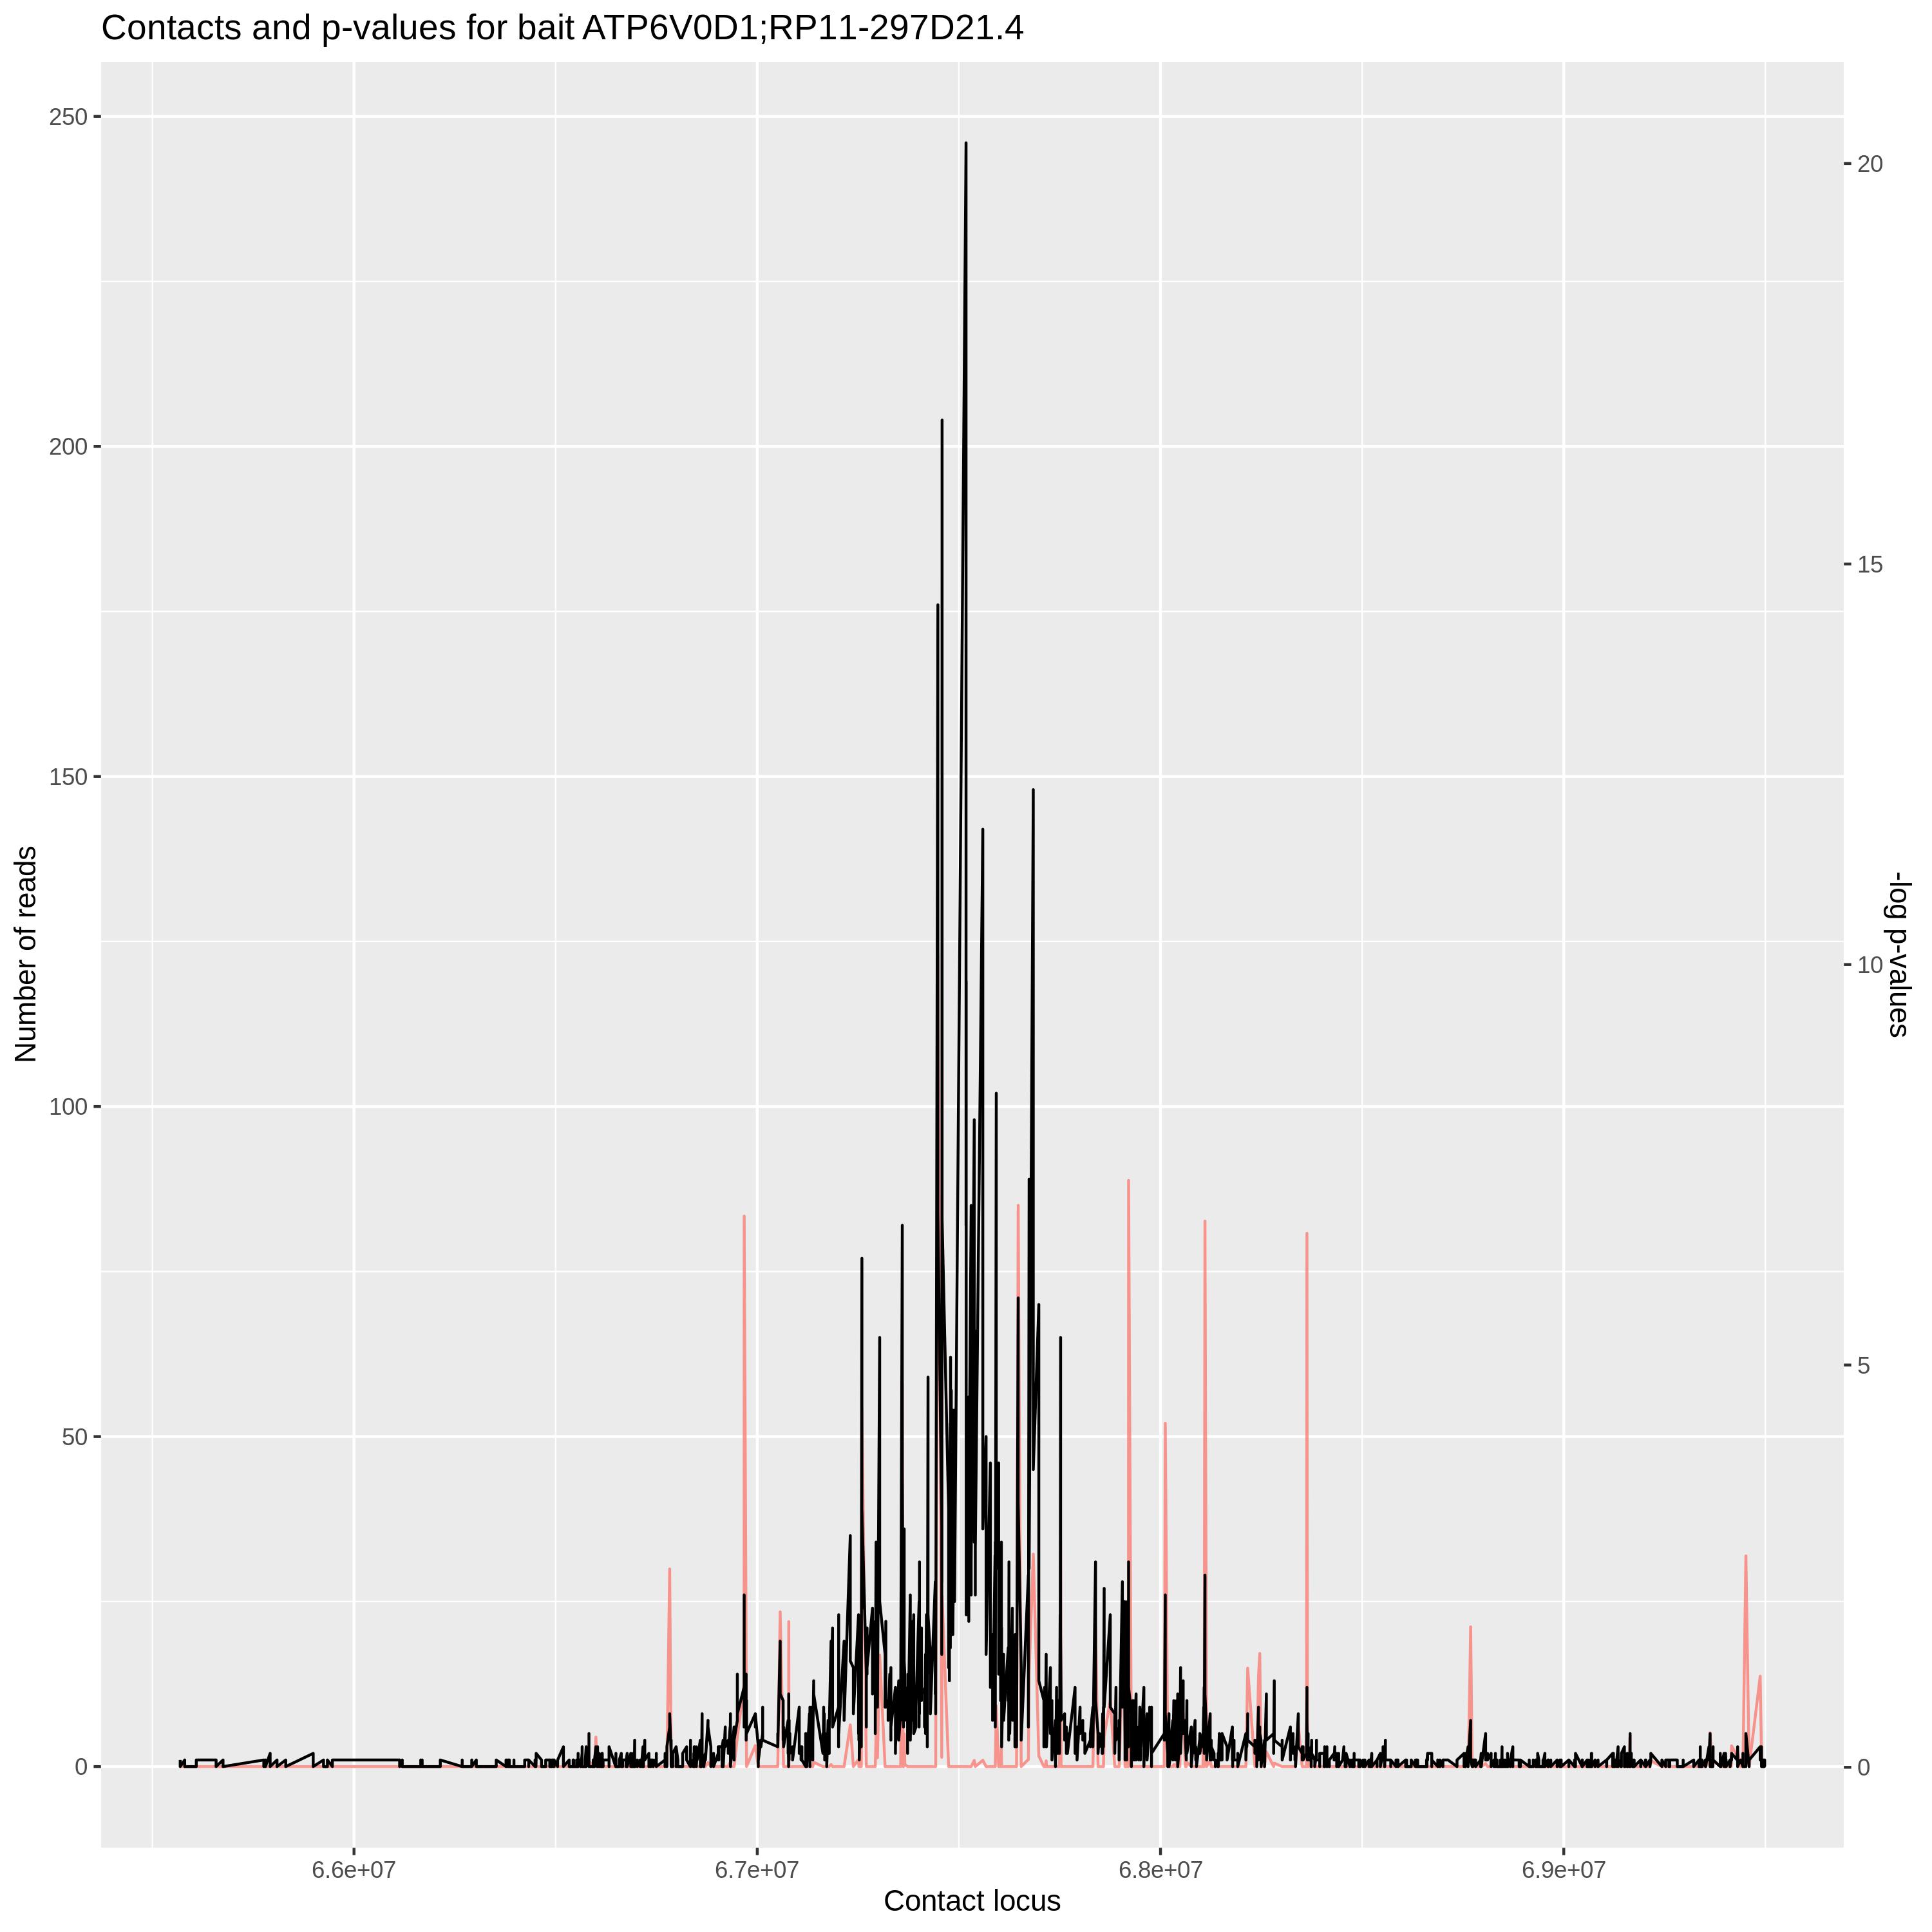 Contacts and p-values for bait ATP6V0D1;RP11-297D21.4
250
200
150
100
50
0
Number of reads
20
15
10
5
0
-log p-values
6.6e+07
6.7e+07
6.8e+07
6.9e+07
Contact locus